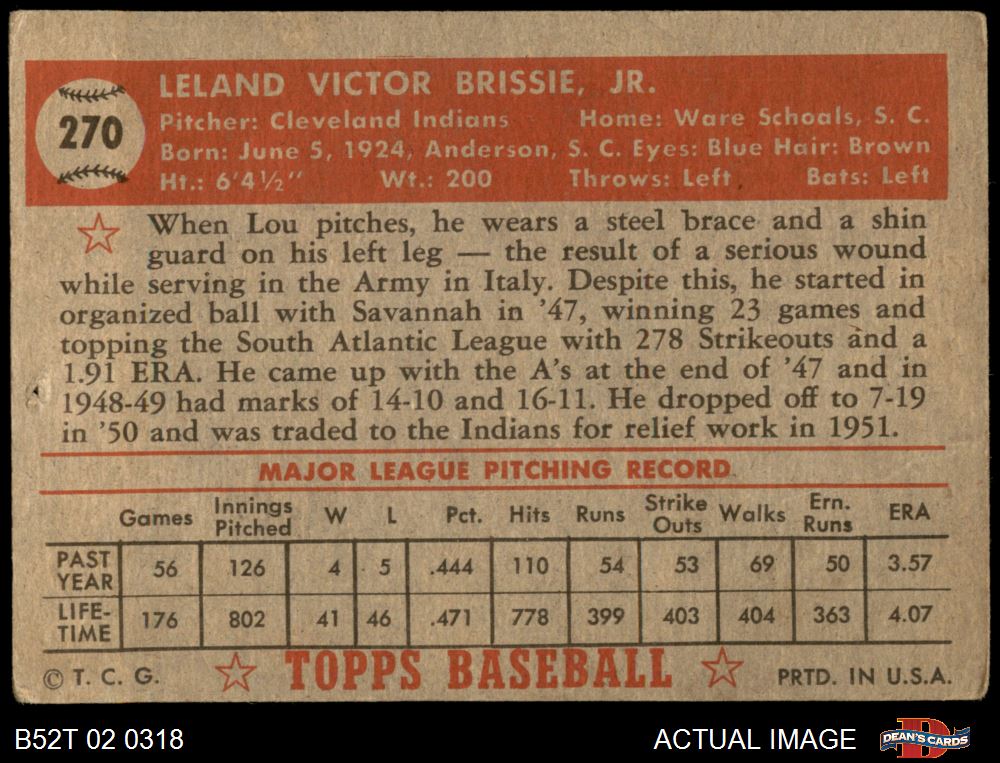 270
LELAND VICTOR BRISSIE, JR.
Pitcher: Cleveland Indians Home: Ware Schoals, S. C.
Born: June 5, 1924, Anderson, S. C. Eyes: Blue Hair: Brown
Ht.: 6'4½" Wt.: 200 Throws: Left Bats: Left
When Lou pitches, he wears a steel brace and a shin
guard on his left leg — the result of a serious wound
while serving in the Army in Italy. Despite this, he started in
organized ball with Savannah in '47, winning 23 games and
topping the South Atlantic League with 278 Strikeouts and a
1.91 ERA. He came up with the A's at the end of '47 and in
1948-49 had marks of 14-10 and 16-11. He dropped off to 7-19
in '50 and was traded to the Indians for relief work in 1951.
MAJOR LEAGUE PITCHING RECORD
Games Innings Pitched W L Pct. Hits Runs Strike Outs Walks Ern. Runs ERA
PAST YEAR 56 126 4 5 .444 110 54 53 69 50 3.57
LIFE-TIME 176 802 41 46 .471 778 399 403 404 363 4.07
© T. C. G. TOPPS BASEBALL PRTD. IN U.S.A.
B52T 02 0318 ACTUAL IMAGE DEAN'S CARDS